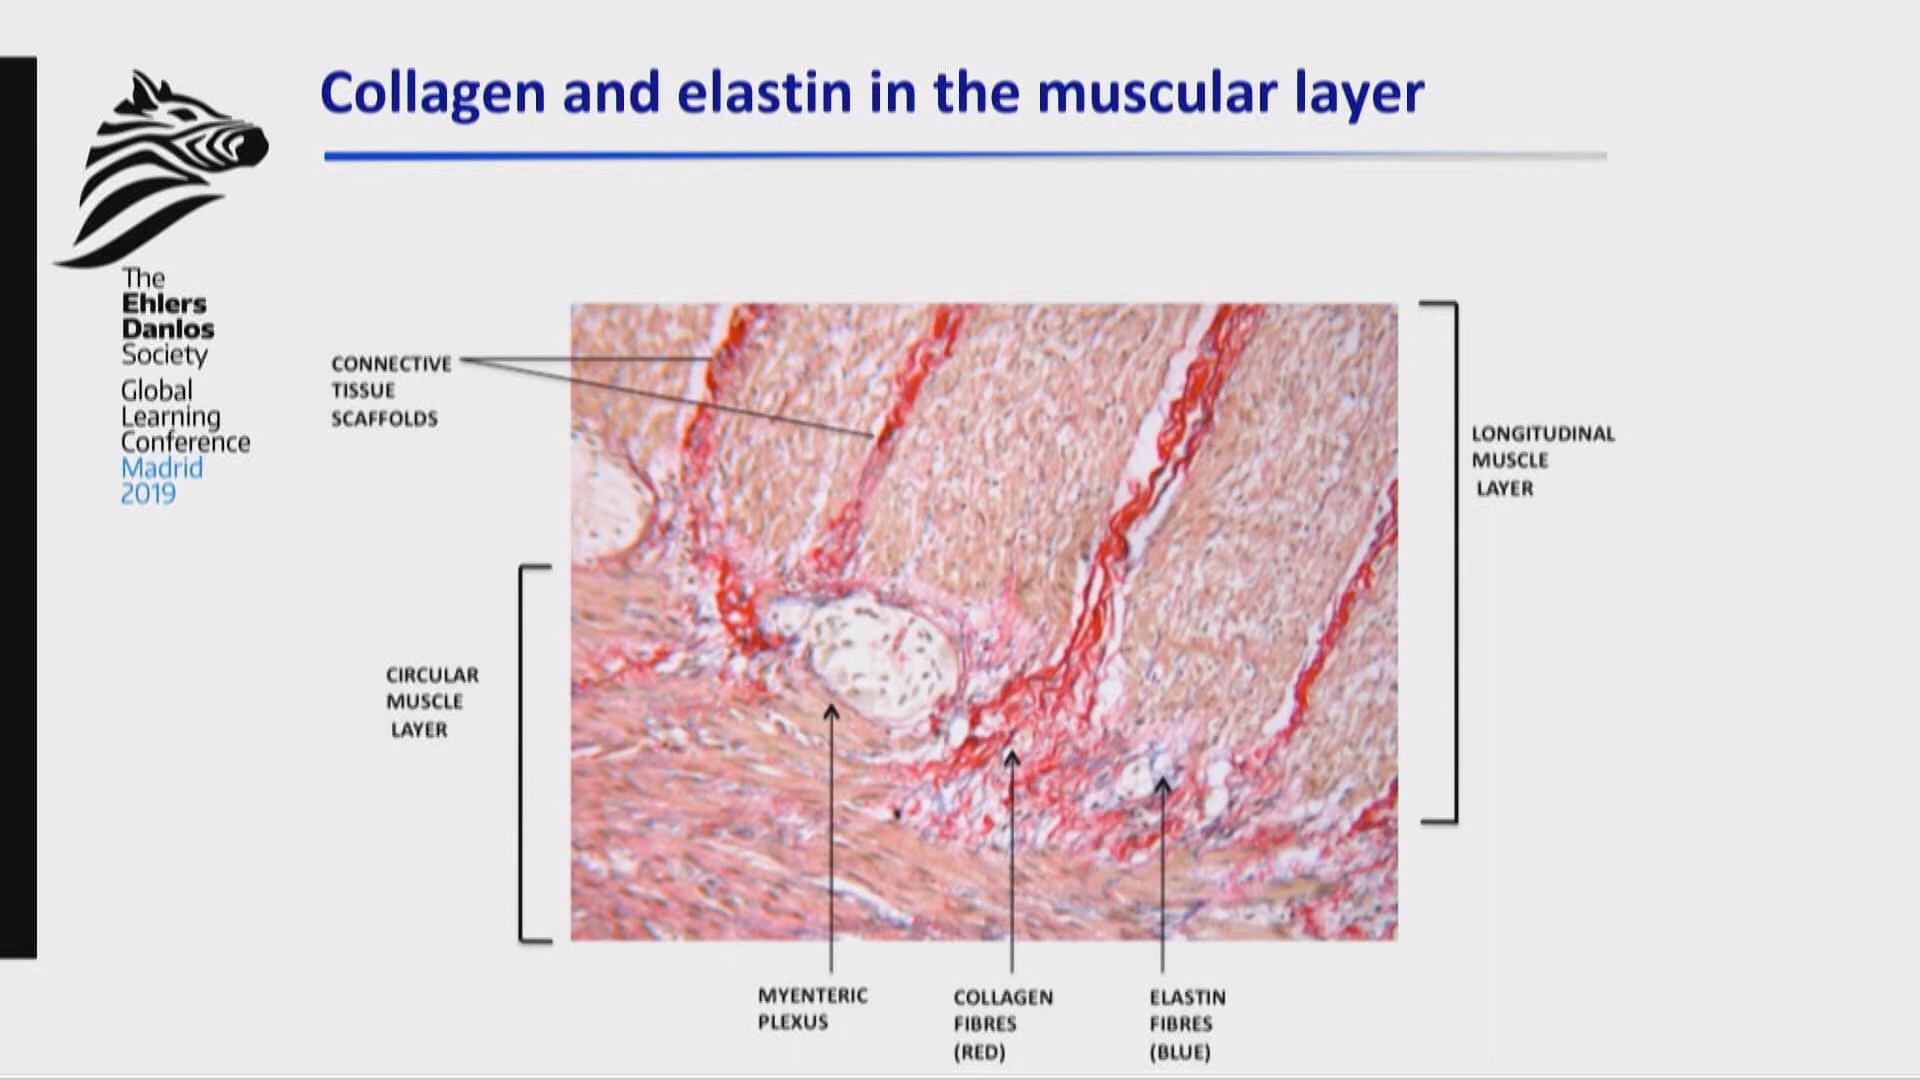 Collagen and elastin in the muscular layer
The
Ehlers
Danlos
Society
Global
Learning
Conference
Madrid
2019
CONNECTIVE
TISSUE
SCAFFOLDS
LONGITUDINAL
MUSCLE
LAYER
CIRCULAR
MUSCLE
LAYER
MYENTERIC
PLEXUS
COLLAGEN
FIBRES
(RED)
ELASTIN
FIBRES
(BLUE)